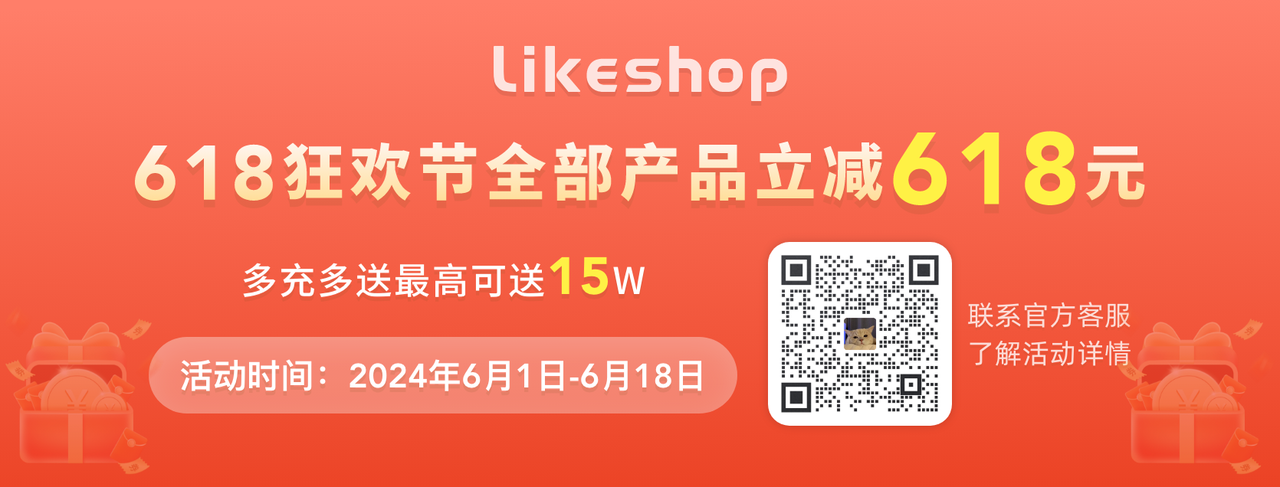 likeshop
618狂欢节全部产品立减618元
多充多送最高可送15W
活动时间：2024年6月1日-6月18日
联系官方客服
了解活动详情